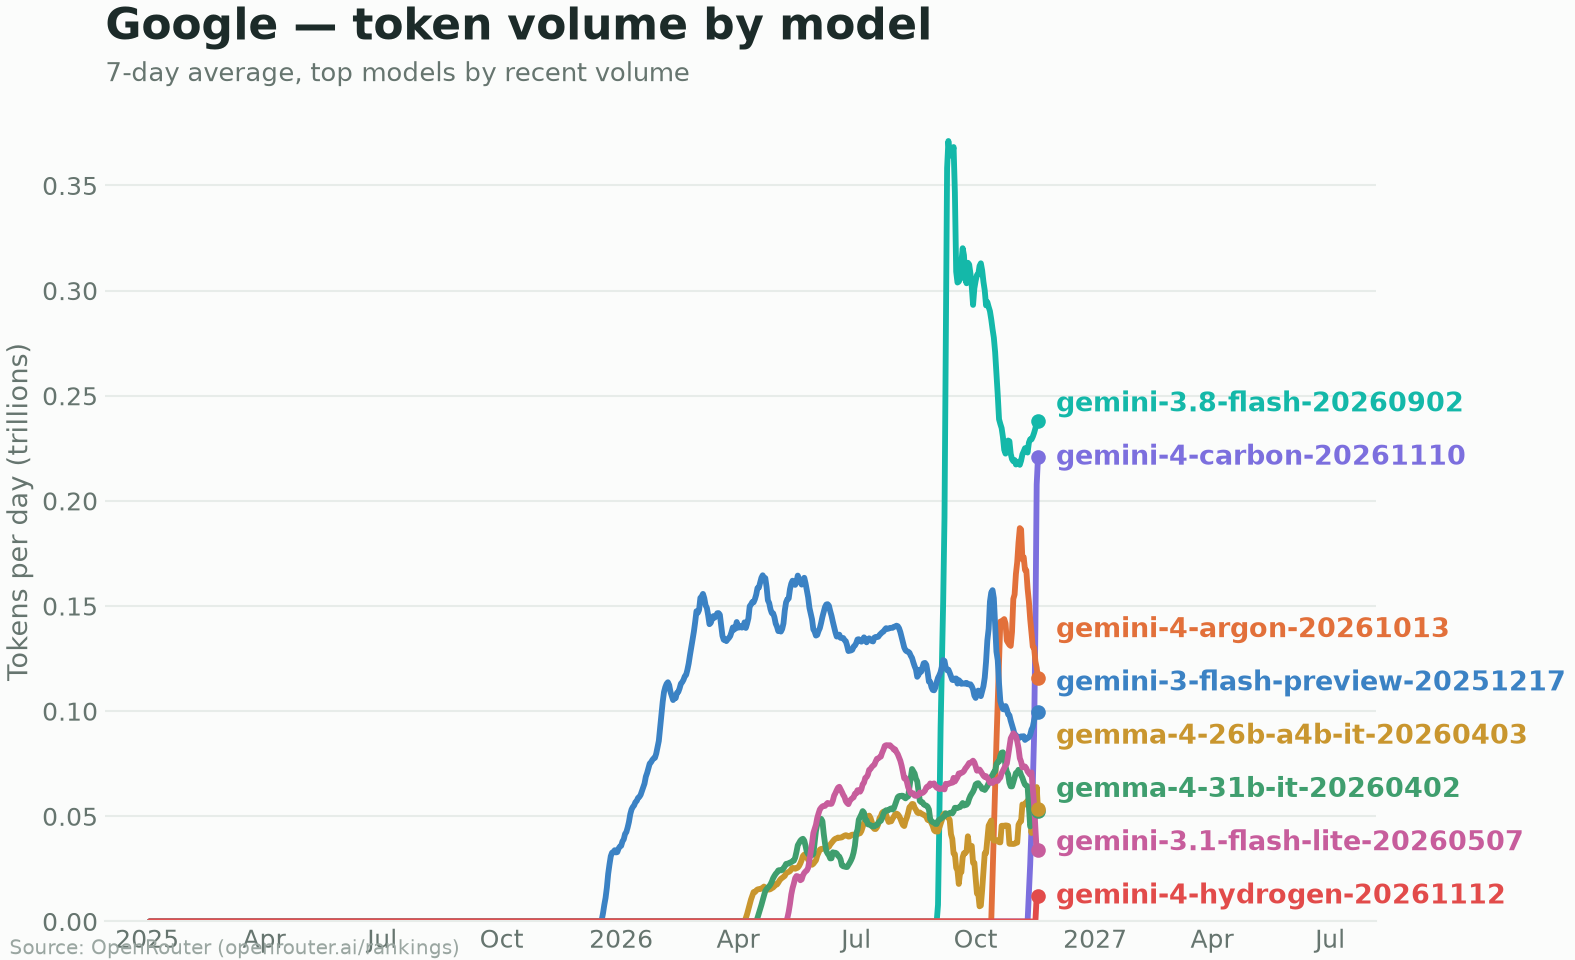 Google — token volume by model
7-day average, top models by recent volume
Tokens per day (trillions)
0.35
0.30
0.25
0.20
0.15
0.10
0.05
0.00
gemini-3.8-flash-20260902
gemini-4-carbon-20261110
gemini-4-argon-20261013
gemini-3-flash-preview-20251217
gemma-4-26b-a4b-it-20260403
gemma-4-31b-it-20260402
gemini-3.1-flash-lite-20260507
gemini-4-hydrogen-20261112
2025 Apr Jul Oct 2026 Apr Jul Oct 2027 Apr Jul
Source: OpenRouter (openrouter.ai/rankings)